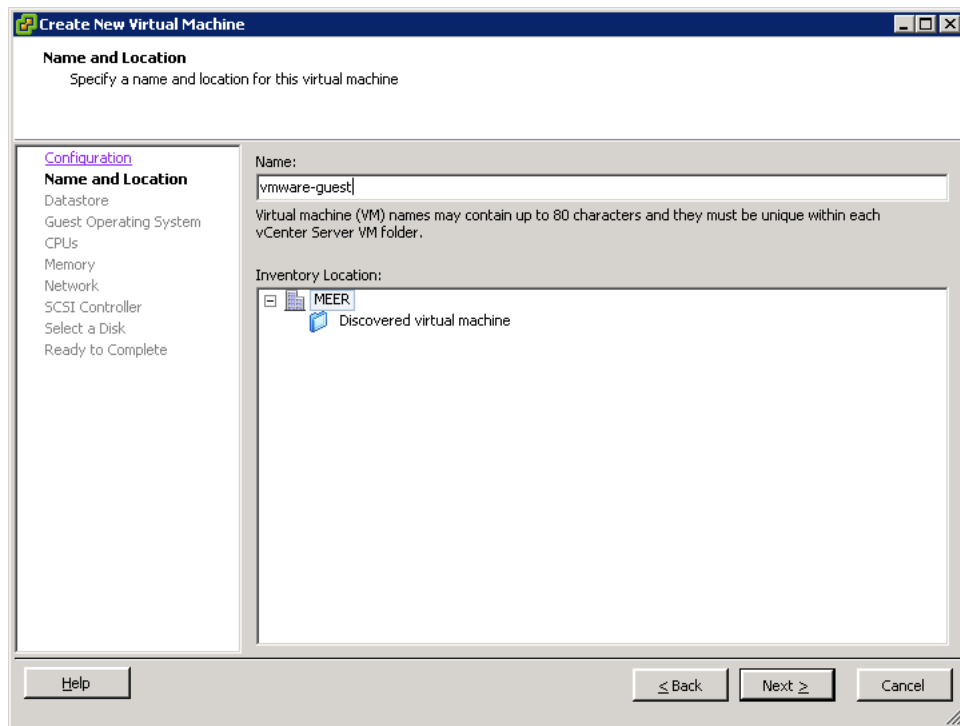 Create New Virtual Machine
Name and Location
Specify a name and location for this virtual machine
Configuration
Name and Location
Datastore
Guest Operating System
CPUs
Memory
Network
SCSI Controller
Select a Disk
Ready to Complete
Name:
vmware-guest
Virtual machine (VM) names may contain up to 80 characters and they must be unique within each
vCenter Server VM folder.
Inventory Location:
MEER
Discovered virtual machine
Help
< Back
Next >
Cancel